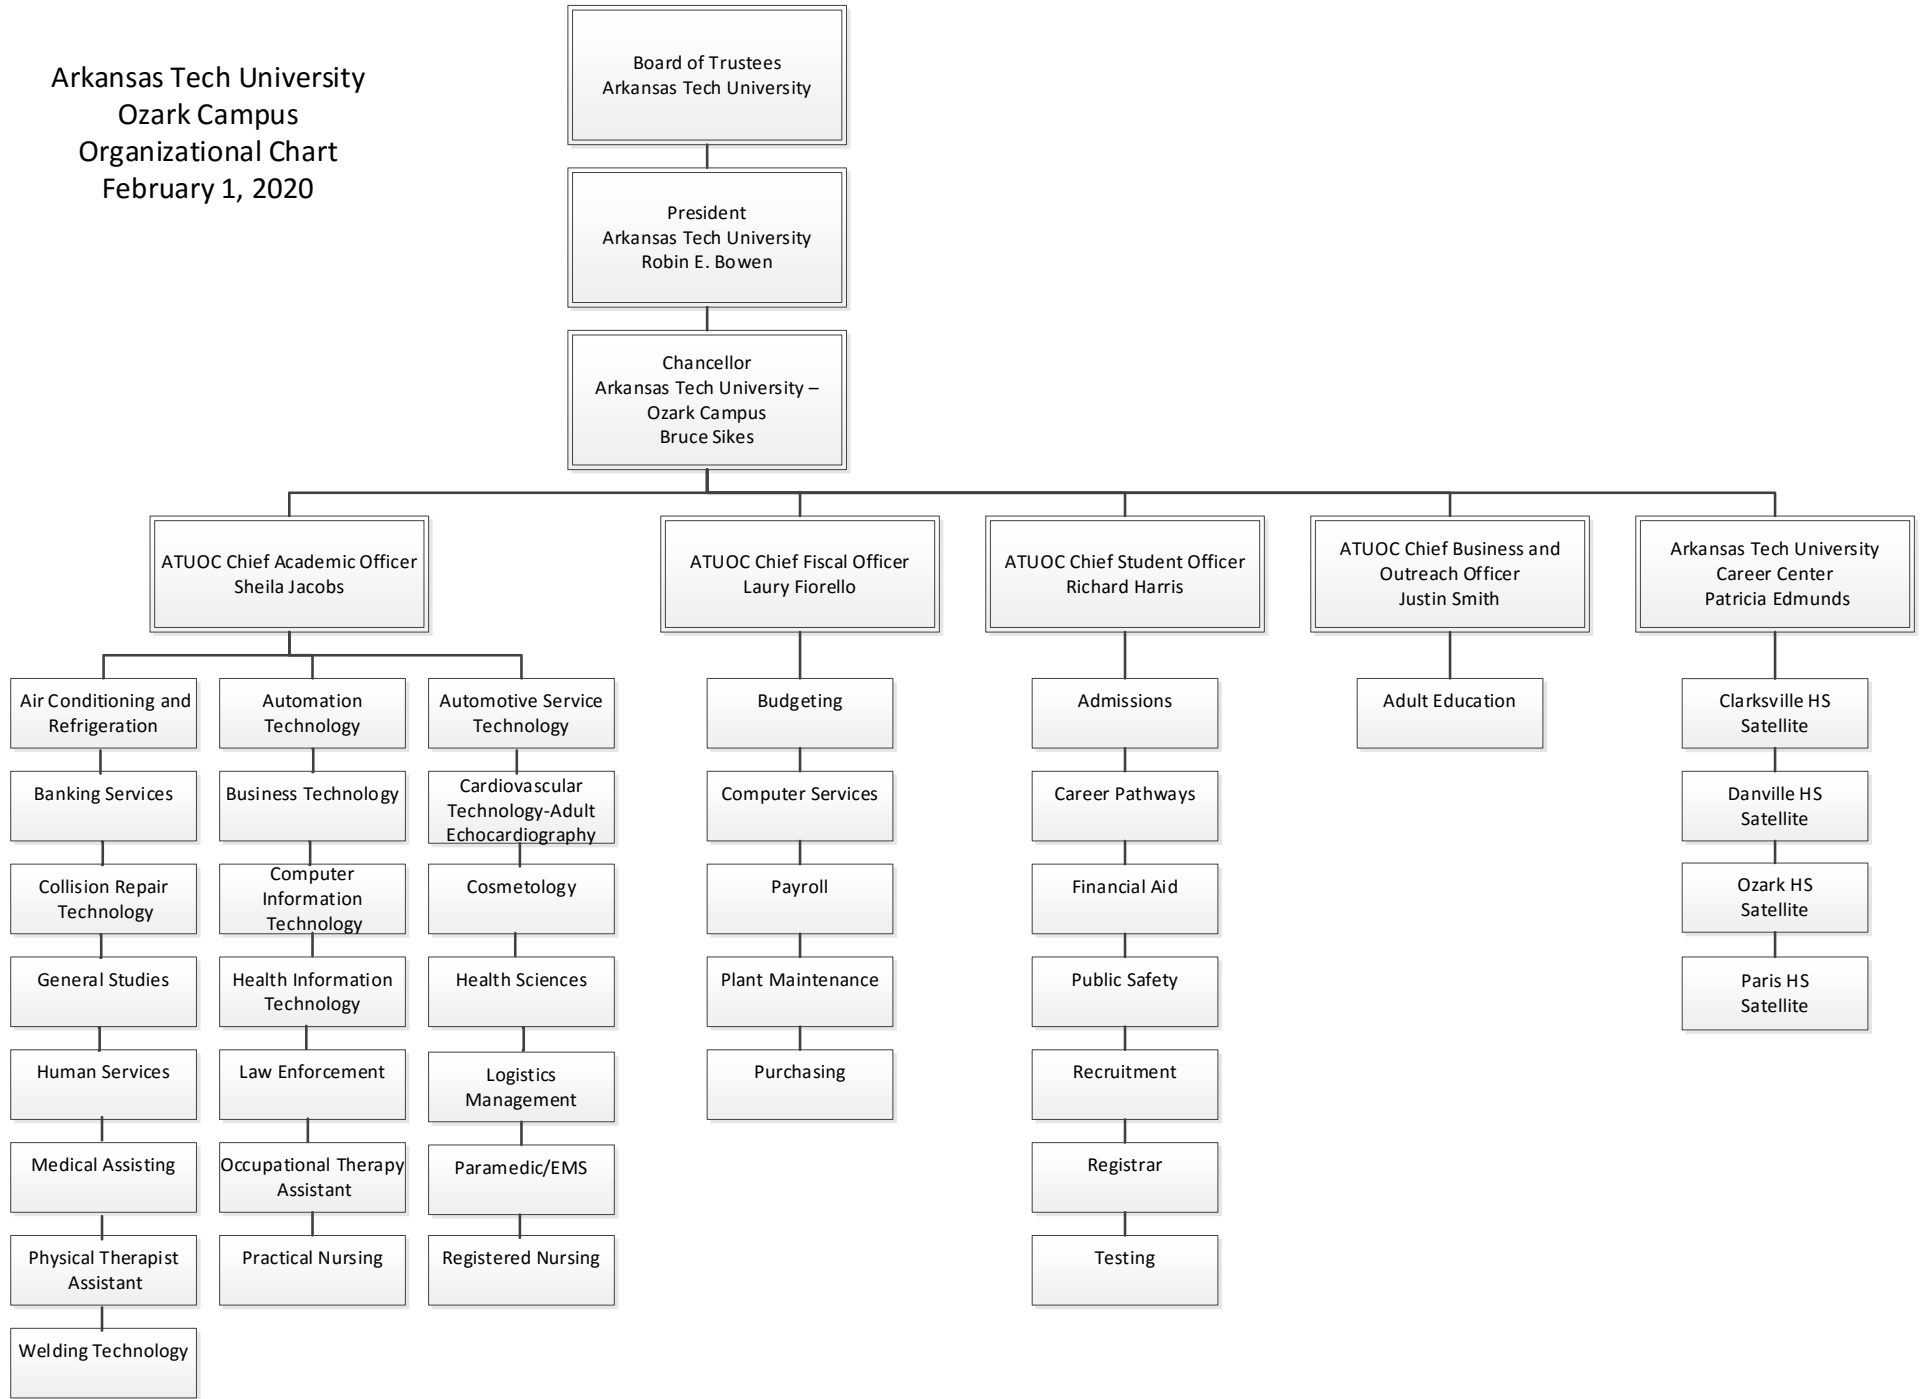 Arkansas Tech University
Ozark Campus
Organizational Chart
February 1, 2020
Board of Trustees
Arkansas Tech University
President
Arkansas Tech University
Robin E. Bowen
Chancellor
Arkansas Tech University –
Ozark Campus
Bruce Sikes
ATUOC Chief Academic Officer
Sheila Jacobs
ATUOC Chief Fiscal Officer
Laury Fiorello
ATUOC Chief Student Officer
Richard Harris
ATUOC Chief Business and
Outreach Officer
Justin Smith
Arkansas Tech University
Career Center
Patricia Edmunds
Air Conditioning and
Refrigeration
Banking Services
Collision Repair
Technology
General Studies
Human Services
Medical Assisting
Physical Therapist
Assistant
Welding Technology
Automation
Technology
Business Technology
Computer
Information
Technology
Health Information
Technology
Law Enforcement
Occupational Therapy
Assistant
Practical Nursing
Automotive Service
Technology
Cardiovascular
Technology-Adult
Echocardiography
Cosmetology
Health Sciences
Logistics
Management
Paramedic/EMS
Registered Nursing
Budgeting
Computer Services
Payroll
Plant Maintenance
Purchasing
Admissions
Career Pathways
Financial Aid
Public Safety
Recruitment
Registrar
Testing
Adult Education
Clarksville HS
Satellite
Danville HS
Satellite
Ozark HS
Satellite
Paris HS
Satellite